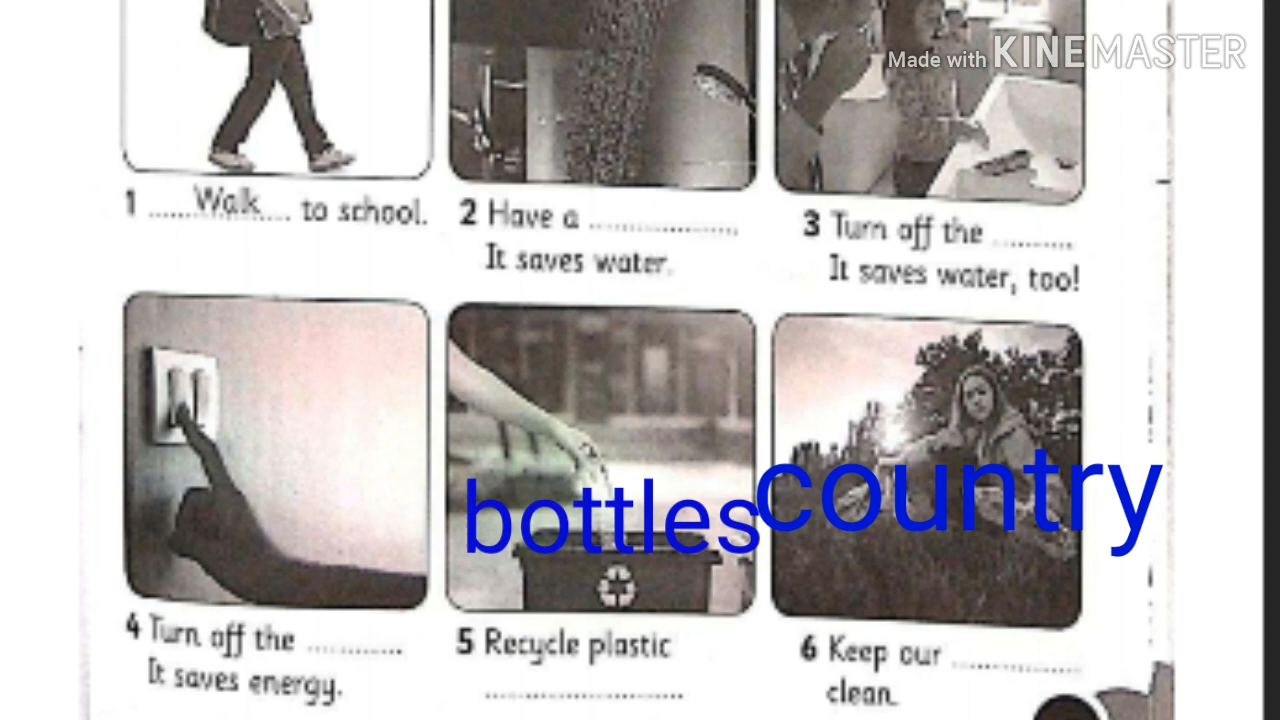 Made with KINEMASTER
1 Walk to school.
2 Have a ....................
It saves water.
3 Turn off the ...........
It saves water, too!
bottles
country
4 Turn off the .............
It saves energy.
5 Recycle plastic
..........................
6 Keep our .................
clean.